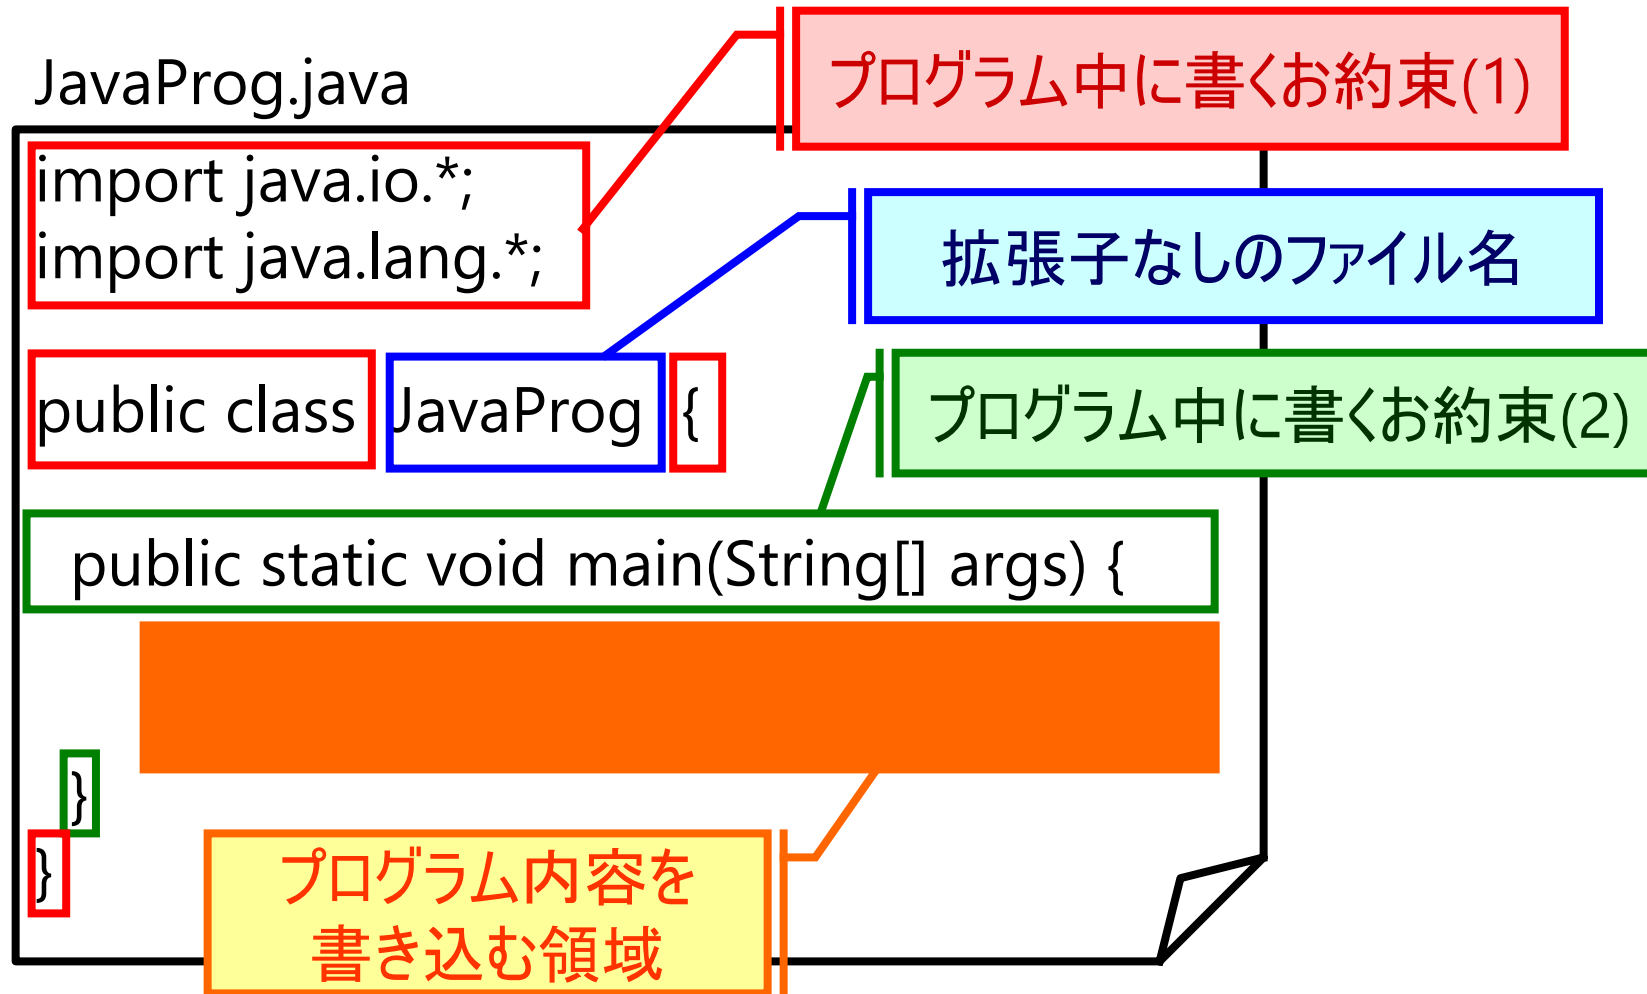 JavaProg.java
プログラム中に書くお約束(1)
import java.io.*;
import java.lang.*;
拡張子なしのファイル名
public class JavaProg {
プログラム中に書くお約束(2)
public static void main(String[] args) {
}
}
プログラム内容を
書き込む領域